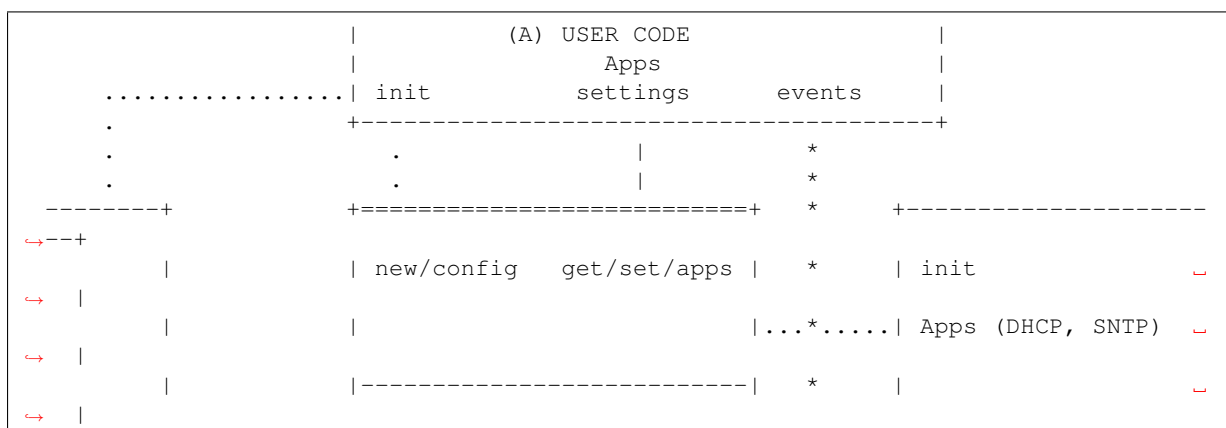 |            (A) USER CODE                 |
                           |                    Apps                  |
       .................| init            settings        events      |
       .                   +----------------------------------------+
       .                      .                 |            *
       .                      .                 |            *
 --------+                 +===========================+   *     +---------------------
↪--+
         |                 | new/config   get/set/apps |   *     | init                ␣
↪  |
         |                 |                           |...*.....| Apps (DHCP, SNTP)   ␣
↪  |
         |                 |---------------------------|   *     |                     ␣
↪  |